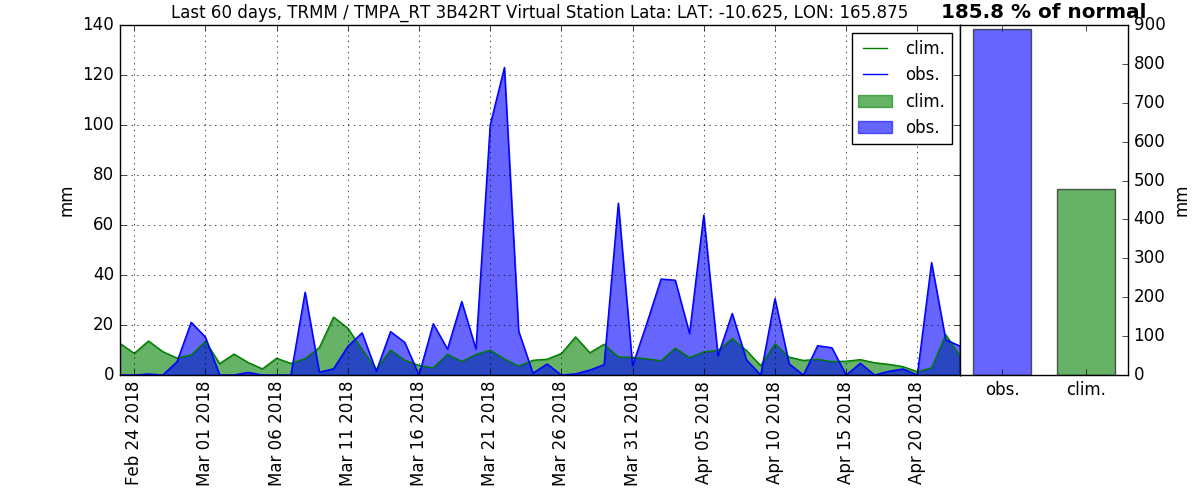 Last 60 days, TRMM / TMPA_RT 3B42RT Virtual Station Lata: LAT: -10.625, LON: 165.875
185.8 % of normal
140
120
100
80
60
40
20
0
mm
clim.
obs.
clim.
obs.
900
800
700
600
500
400
300
200
100
0
mm
obs.
clim.
Feb 24 2018
Mar 01 2018
Mar 06 2018
Mar 11 2018
Mar 16 2018
Mar 21 2018
Mar 26 2018
Mar 31 2018
Apr 05 2018
Apr 10 2018
Apr 15 2018
Apr 20 2018